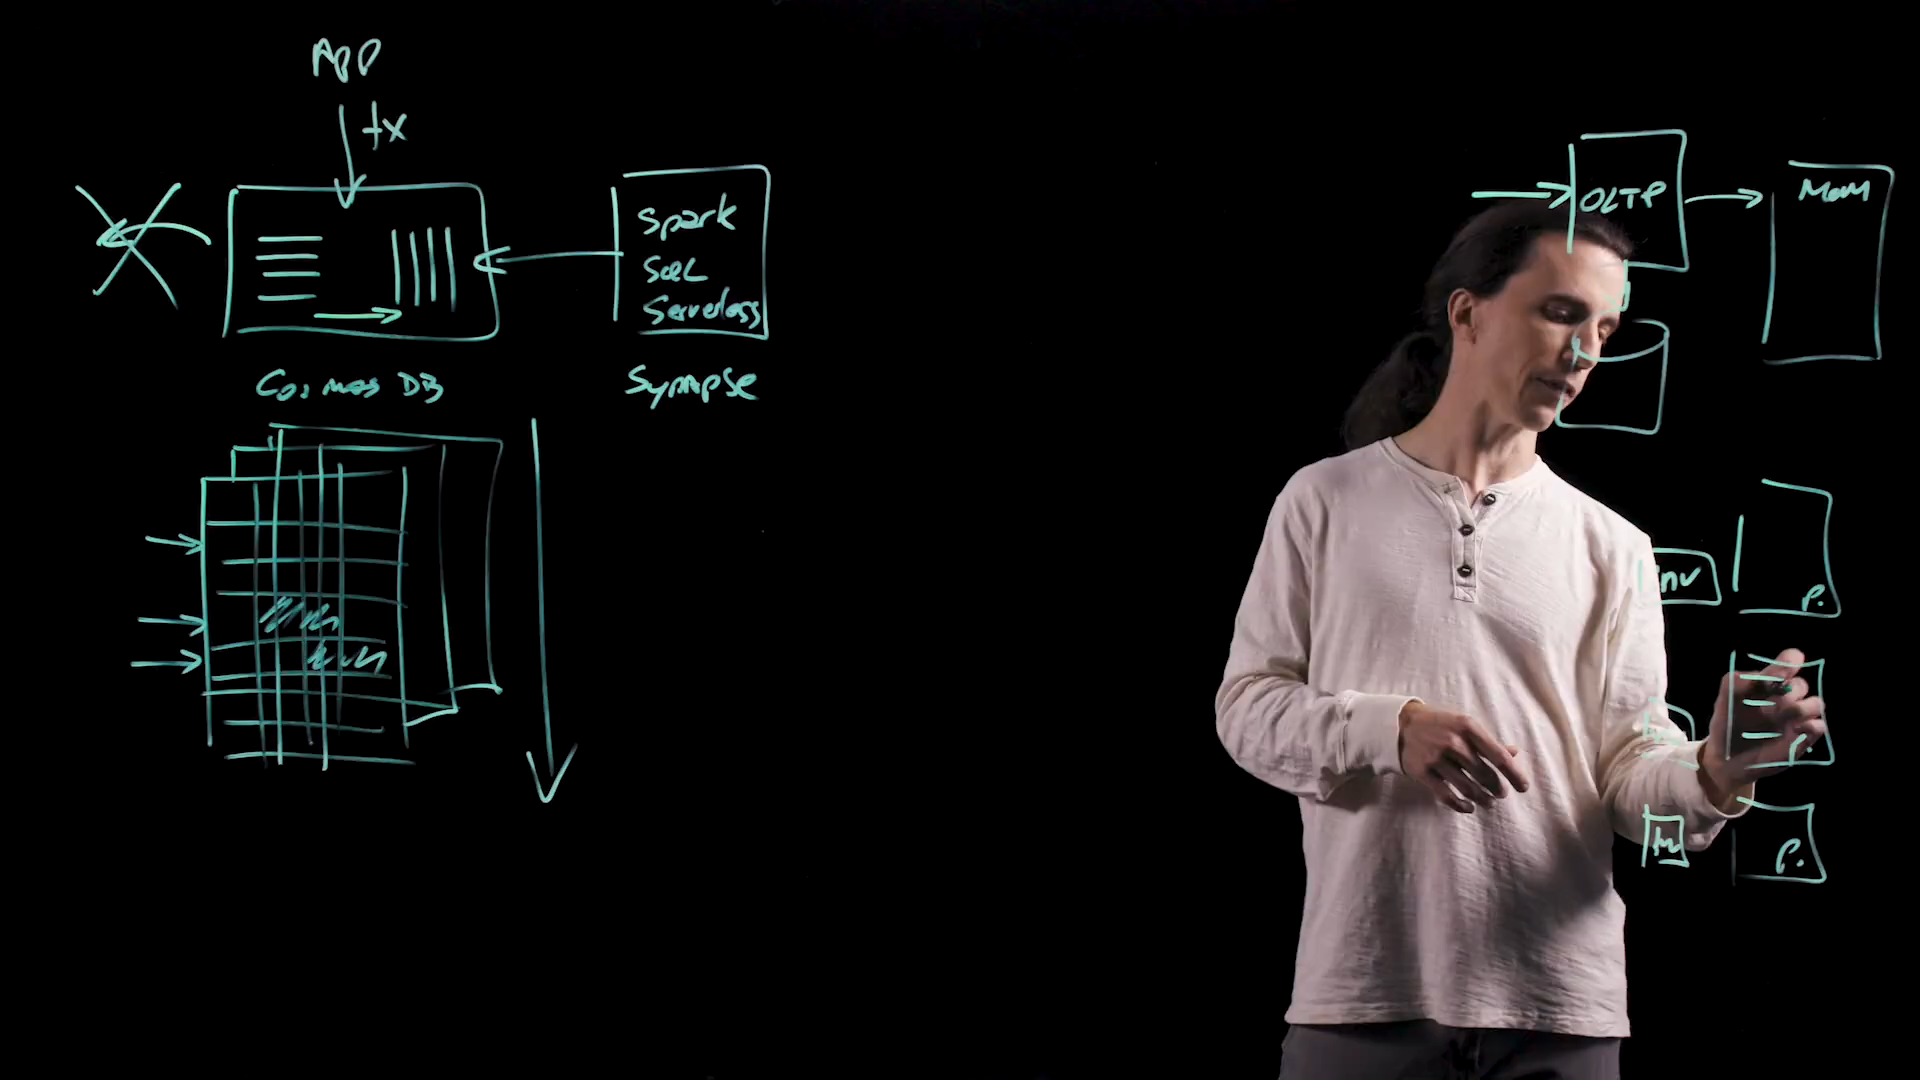 App
tx
Spark
SQL
Serverless
Cosmos DB
Synapse
OLTP
Mem
Inv
P.
P.
P.